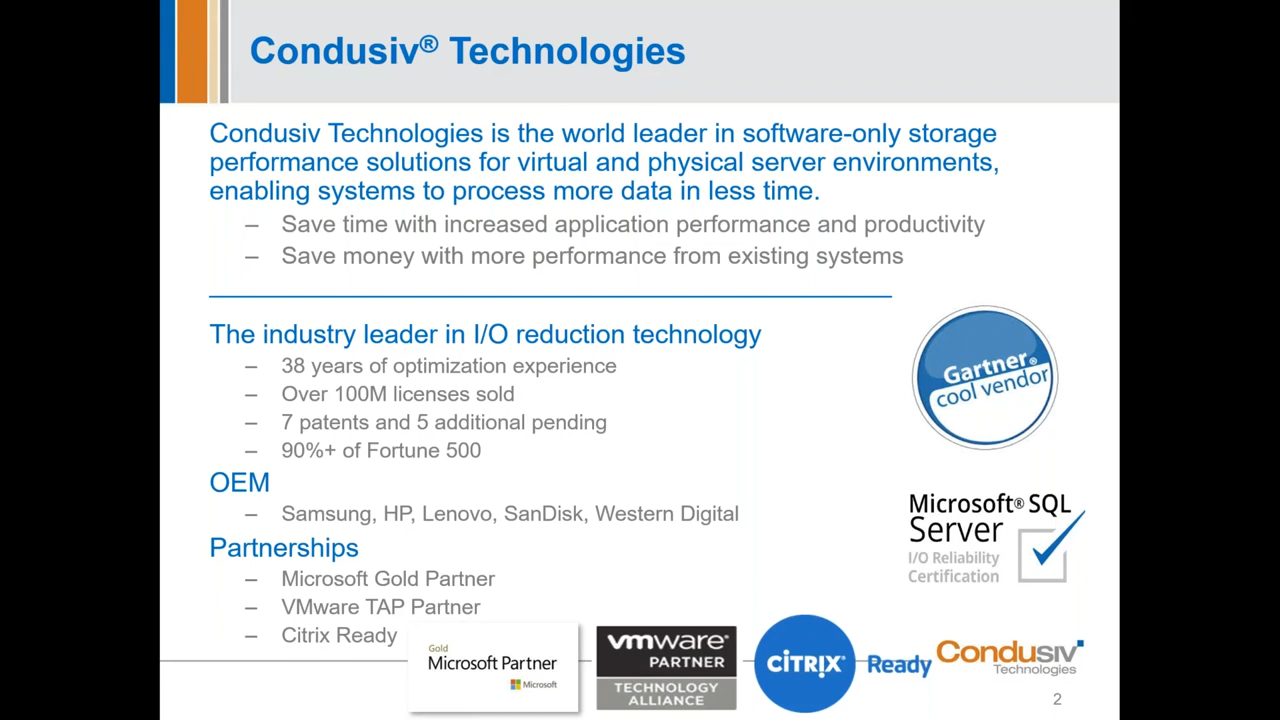 Condusiv® Technologies
Condusiv Technologies is the world leader in software-only storage
performance solutions for virtual and physical server environments,
enabling systems to process more data in less time.
– Save time with increased application performance and productivity
– Save money with more performance from existing systems
The industry leader in I/O reduction technology
– 38 years of optimization experience
– Over 100M licenses sold
– 7 patents and 5 additional pending
– 90%+ of Fortune 500
Gartner®
cool vendor
OEM
– Samsung, HP, Lenovo, SanDisk, Western Digital
Microsoft® SQL
Server
I/O Reliability
Certification
Partnerships
– Microsoft Gold Partner
– VMware TAP Partner
– Citrix Ready
Gold
Microsoft Partner
Microsoft
vmware®
PARTNER
TECHNOLOGY
ALLIANCE
CITRIX®
Ready
Condusiv
Technologies
2